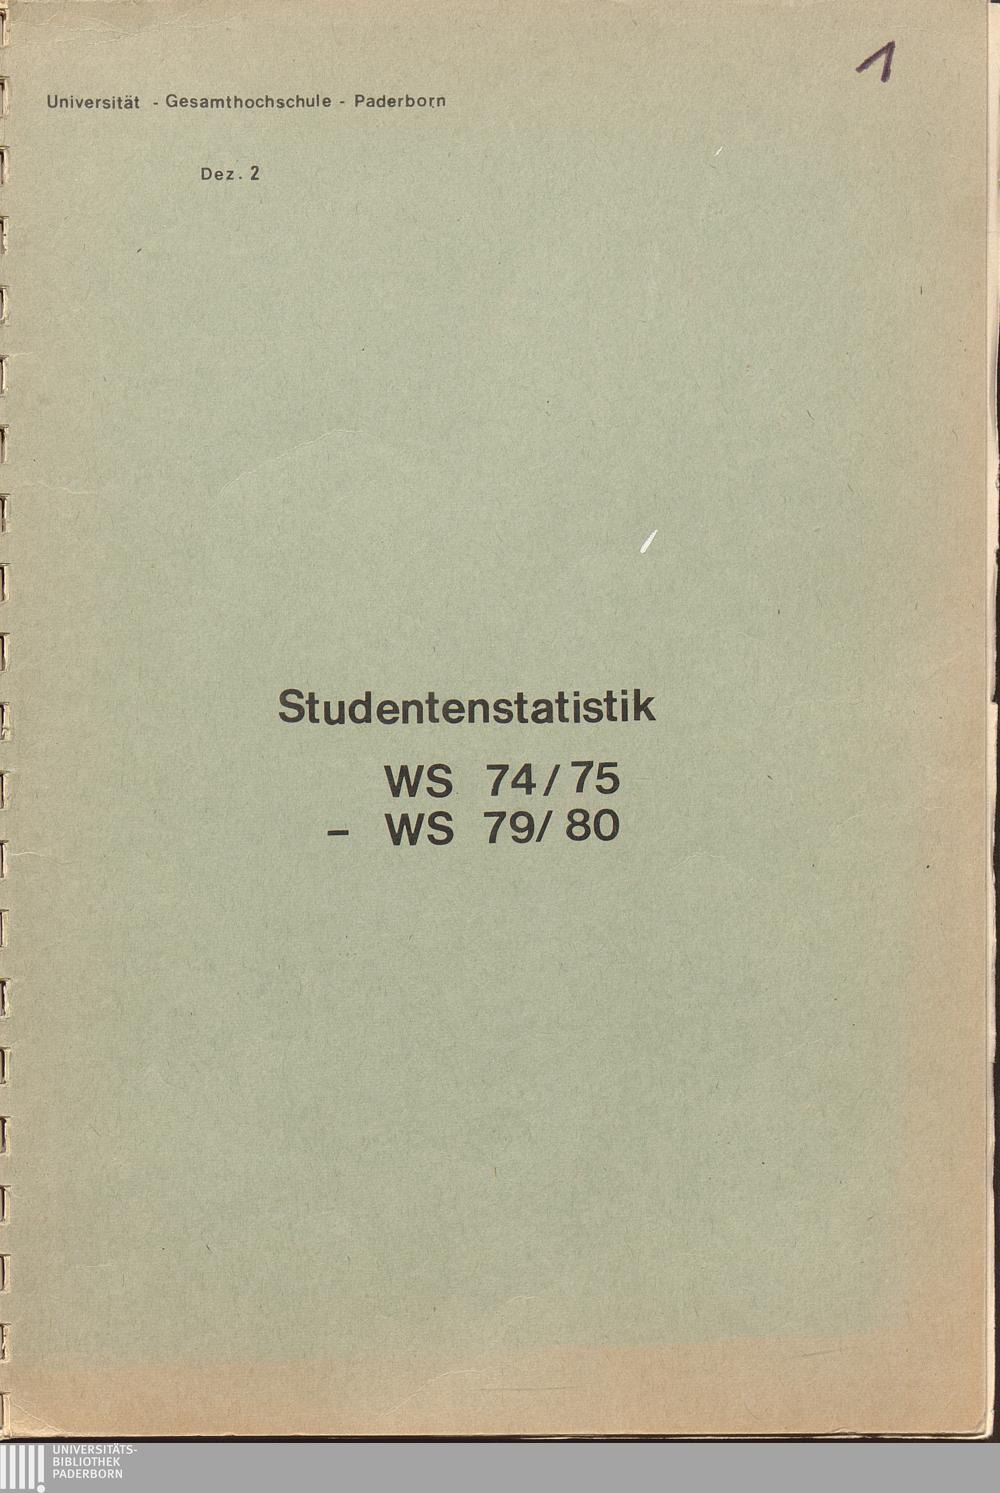 1
Universität - Gesamthochschule - Paderborn
Dez. 2
Studentenstatistik
WS 74/75
- WS 79/80
UNIVERSITÄTS-
BIBLIOTHEK
PADERBORN